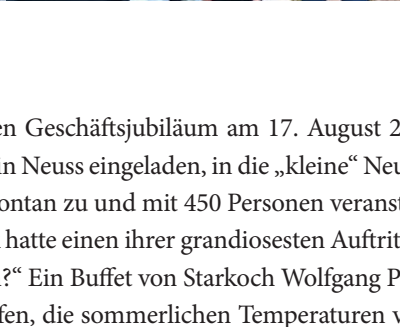 en Geschäftsjubiläum am 17. August 2
in Neuss eingeladen, in die „kleine“ Neu
ontan zu und mit 450 Personen veranst
hatte einen ihrer grandiosesten Auftrit
?“ Ein Buffet von Starkoch Wolfgang P
fen, die sommerlichen Temperaturen v